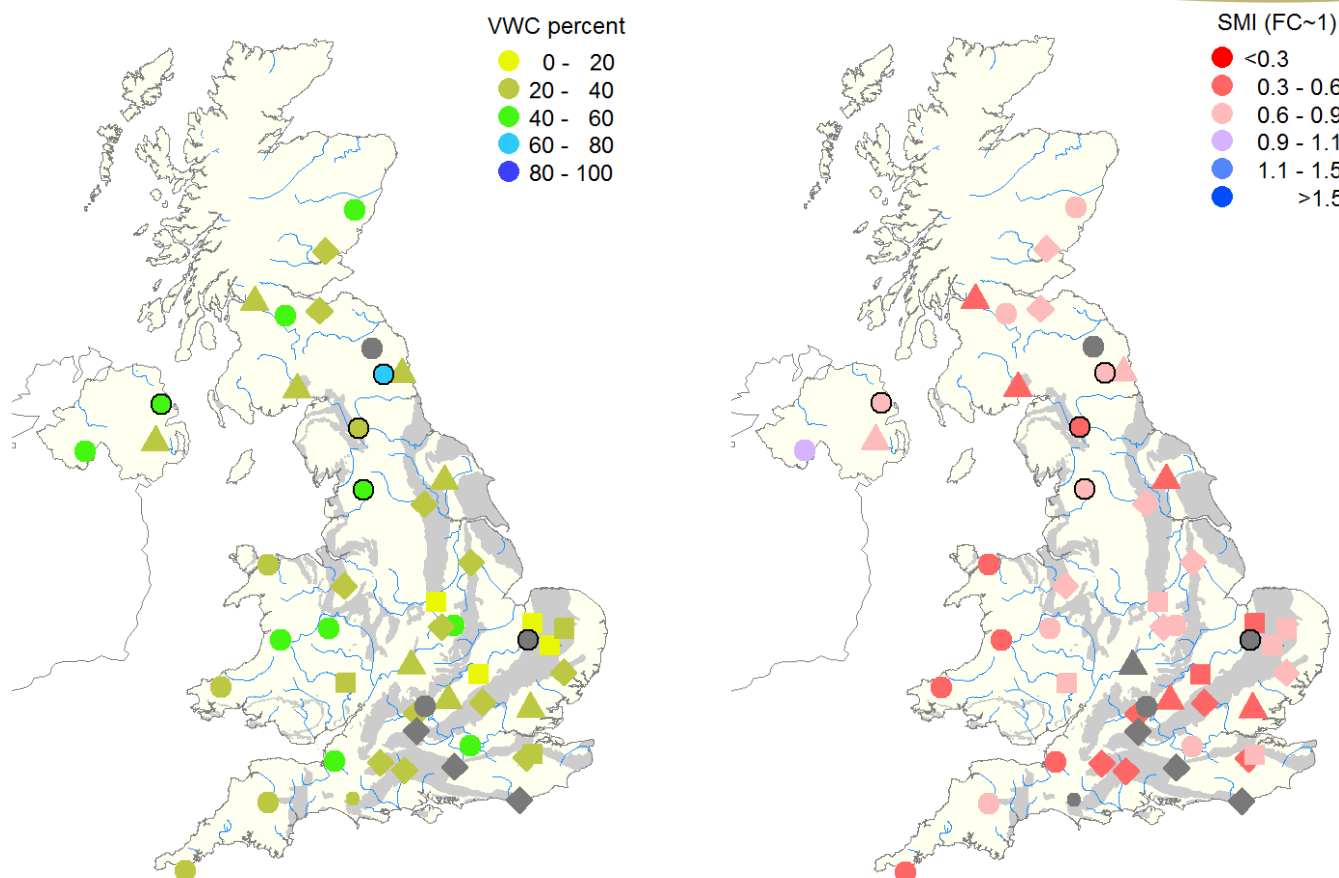 VWC percent
0 - 20
20 - 40
40 - 60
60 - 80
80 - 100
SMI (FC~1)
<0.3
0.3 - 0.6
0.6 - 0.9
0.9 - 1.1
1.1 - 1.5
>1.5